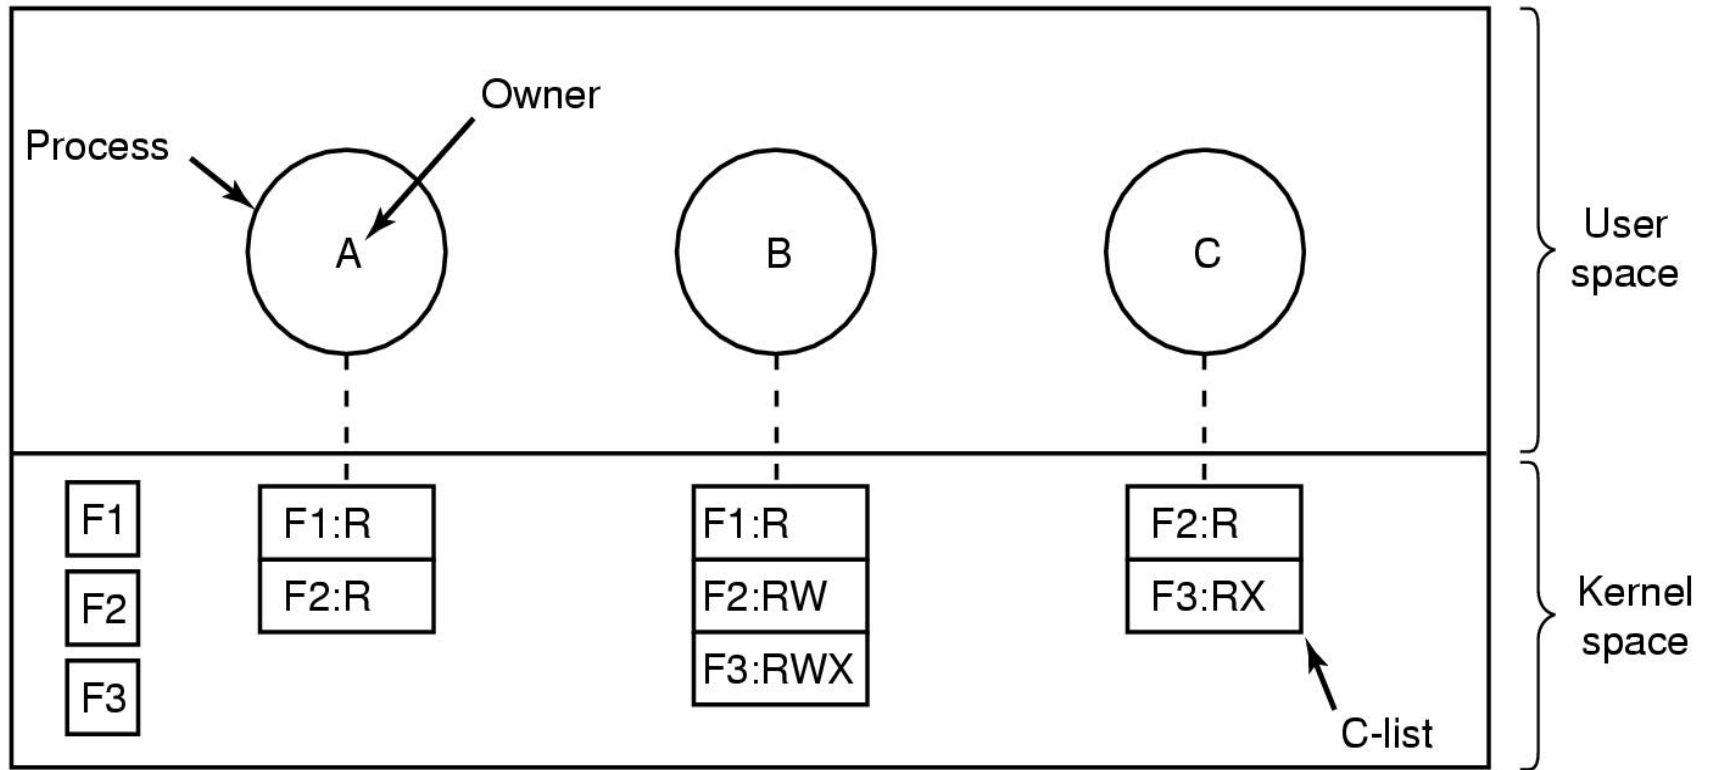 Owner
Process
A
B
C
User
space
F1
F2
F3
F1:R
F2:R
F1:R
F2:RW
F3:RWX
F2:R
F3:RX
C-list
Kernel
space